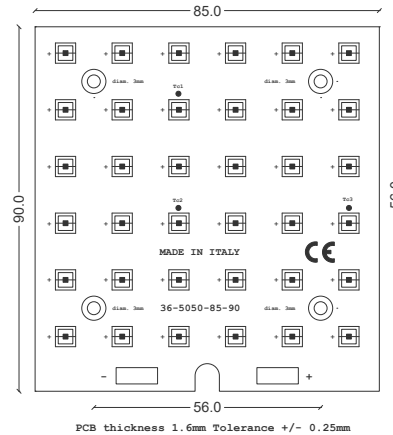 85.0
diam. 3mm diam. 3mm
Tc1
90.0
Tc2 Tc3
MADE IN ITALY CE
diam. 3mm 36-5050-85-90 diam. 3mm
- +
56.0
PCB thickness 1.6mm Tolerance +/- 0.25mm